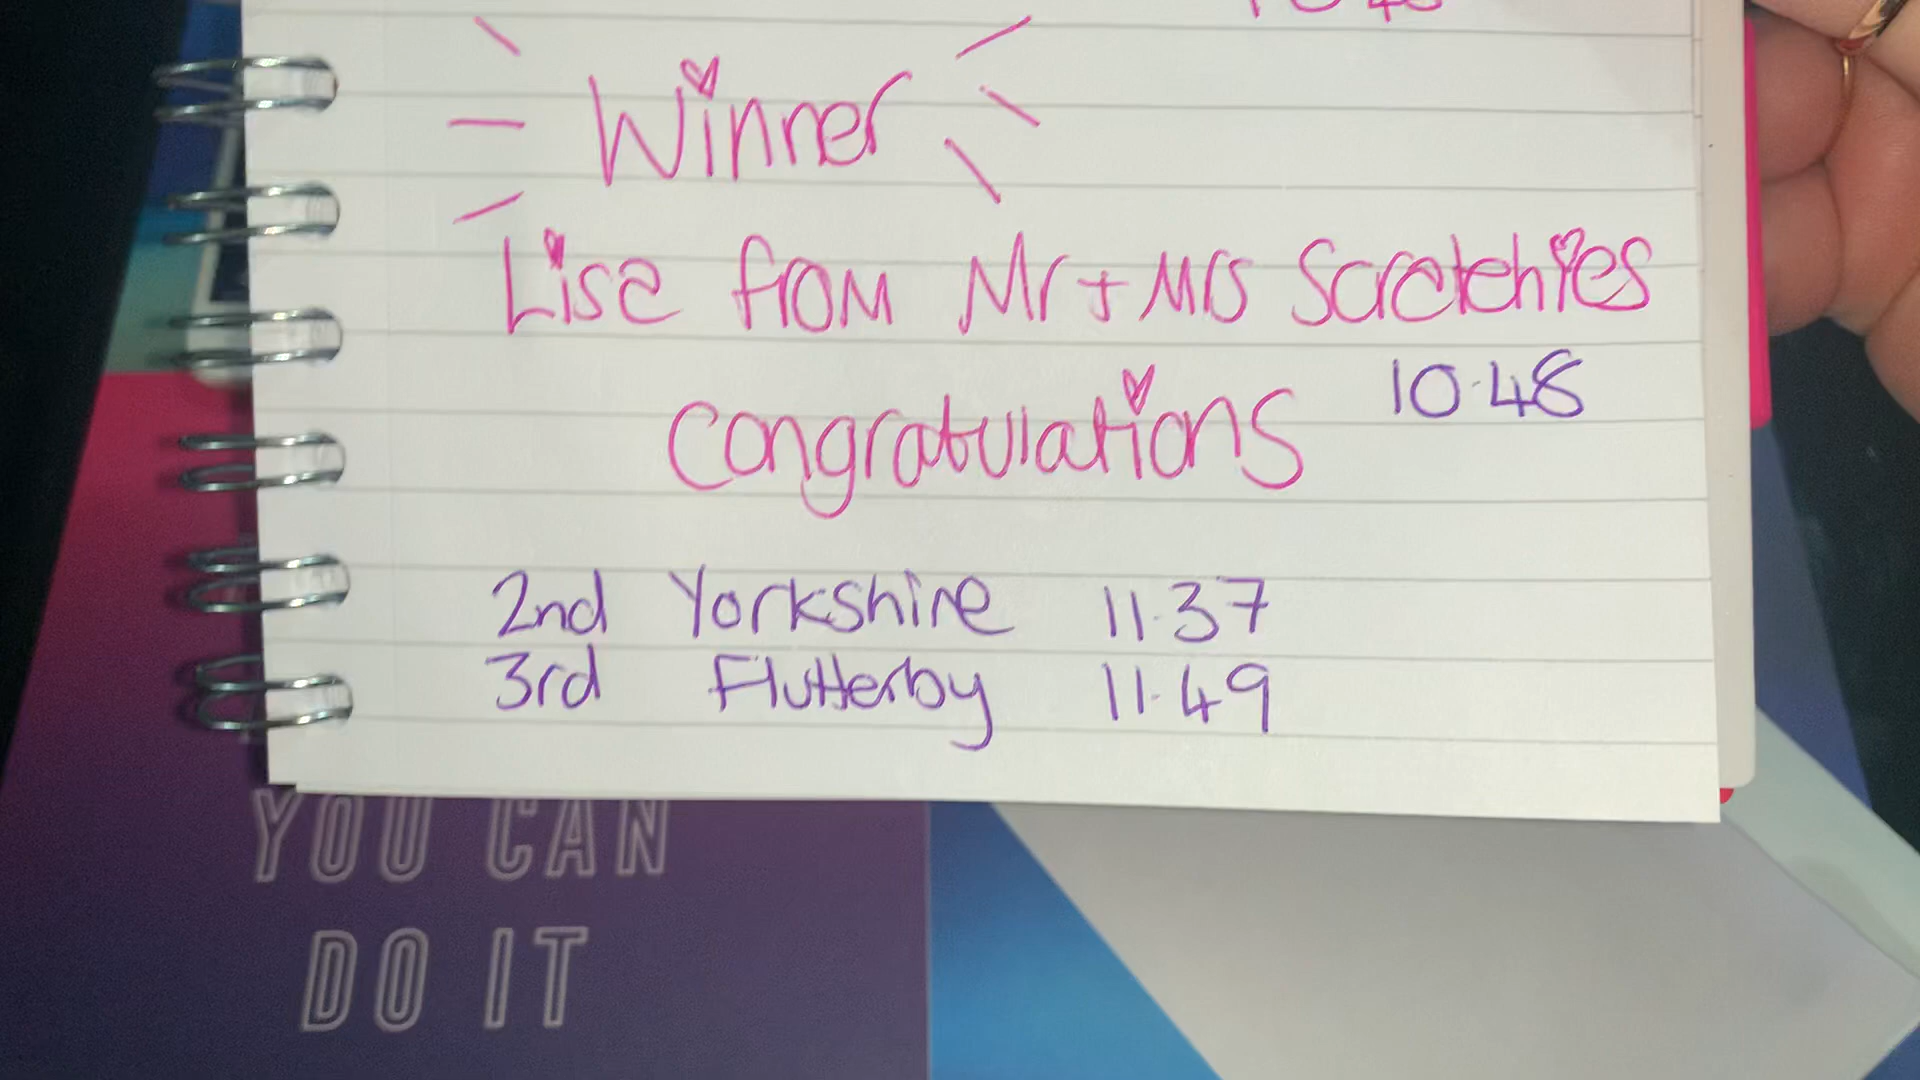 Winner
Lise from Mr + Mrs Scratchies
10.48
Congratulations
2nd Yorkshire 11.37
3rd Flutterby 11.49
YOU CAN
DO IT